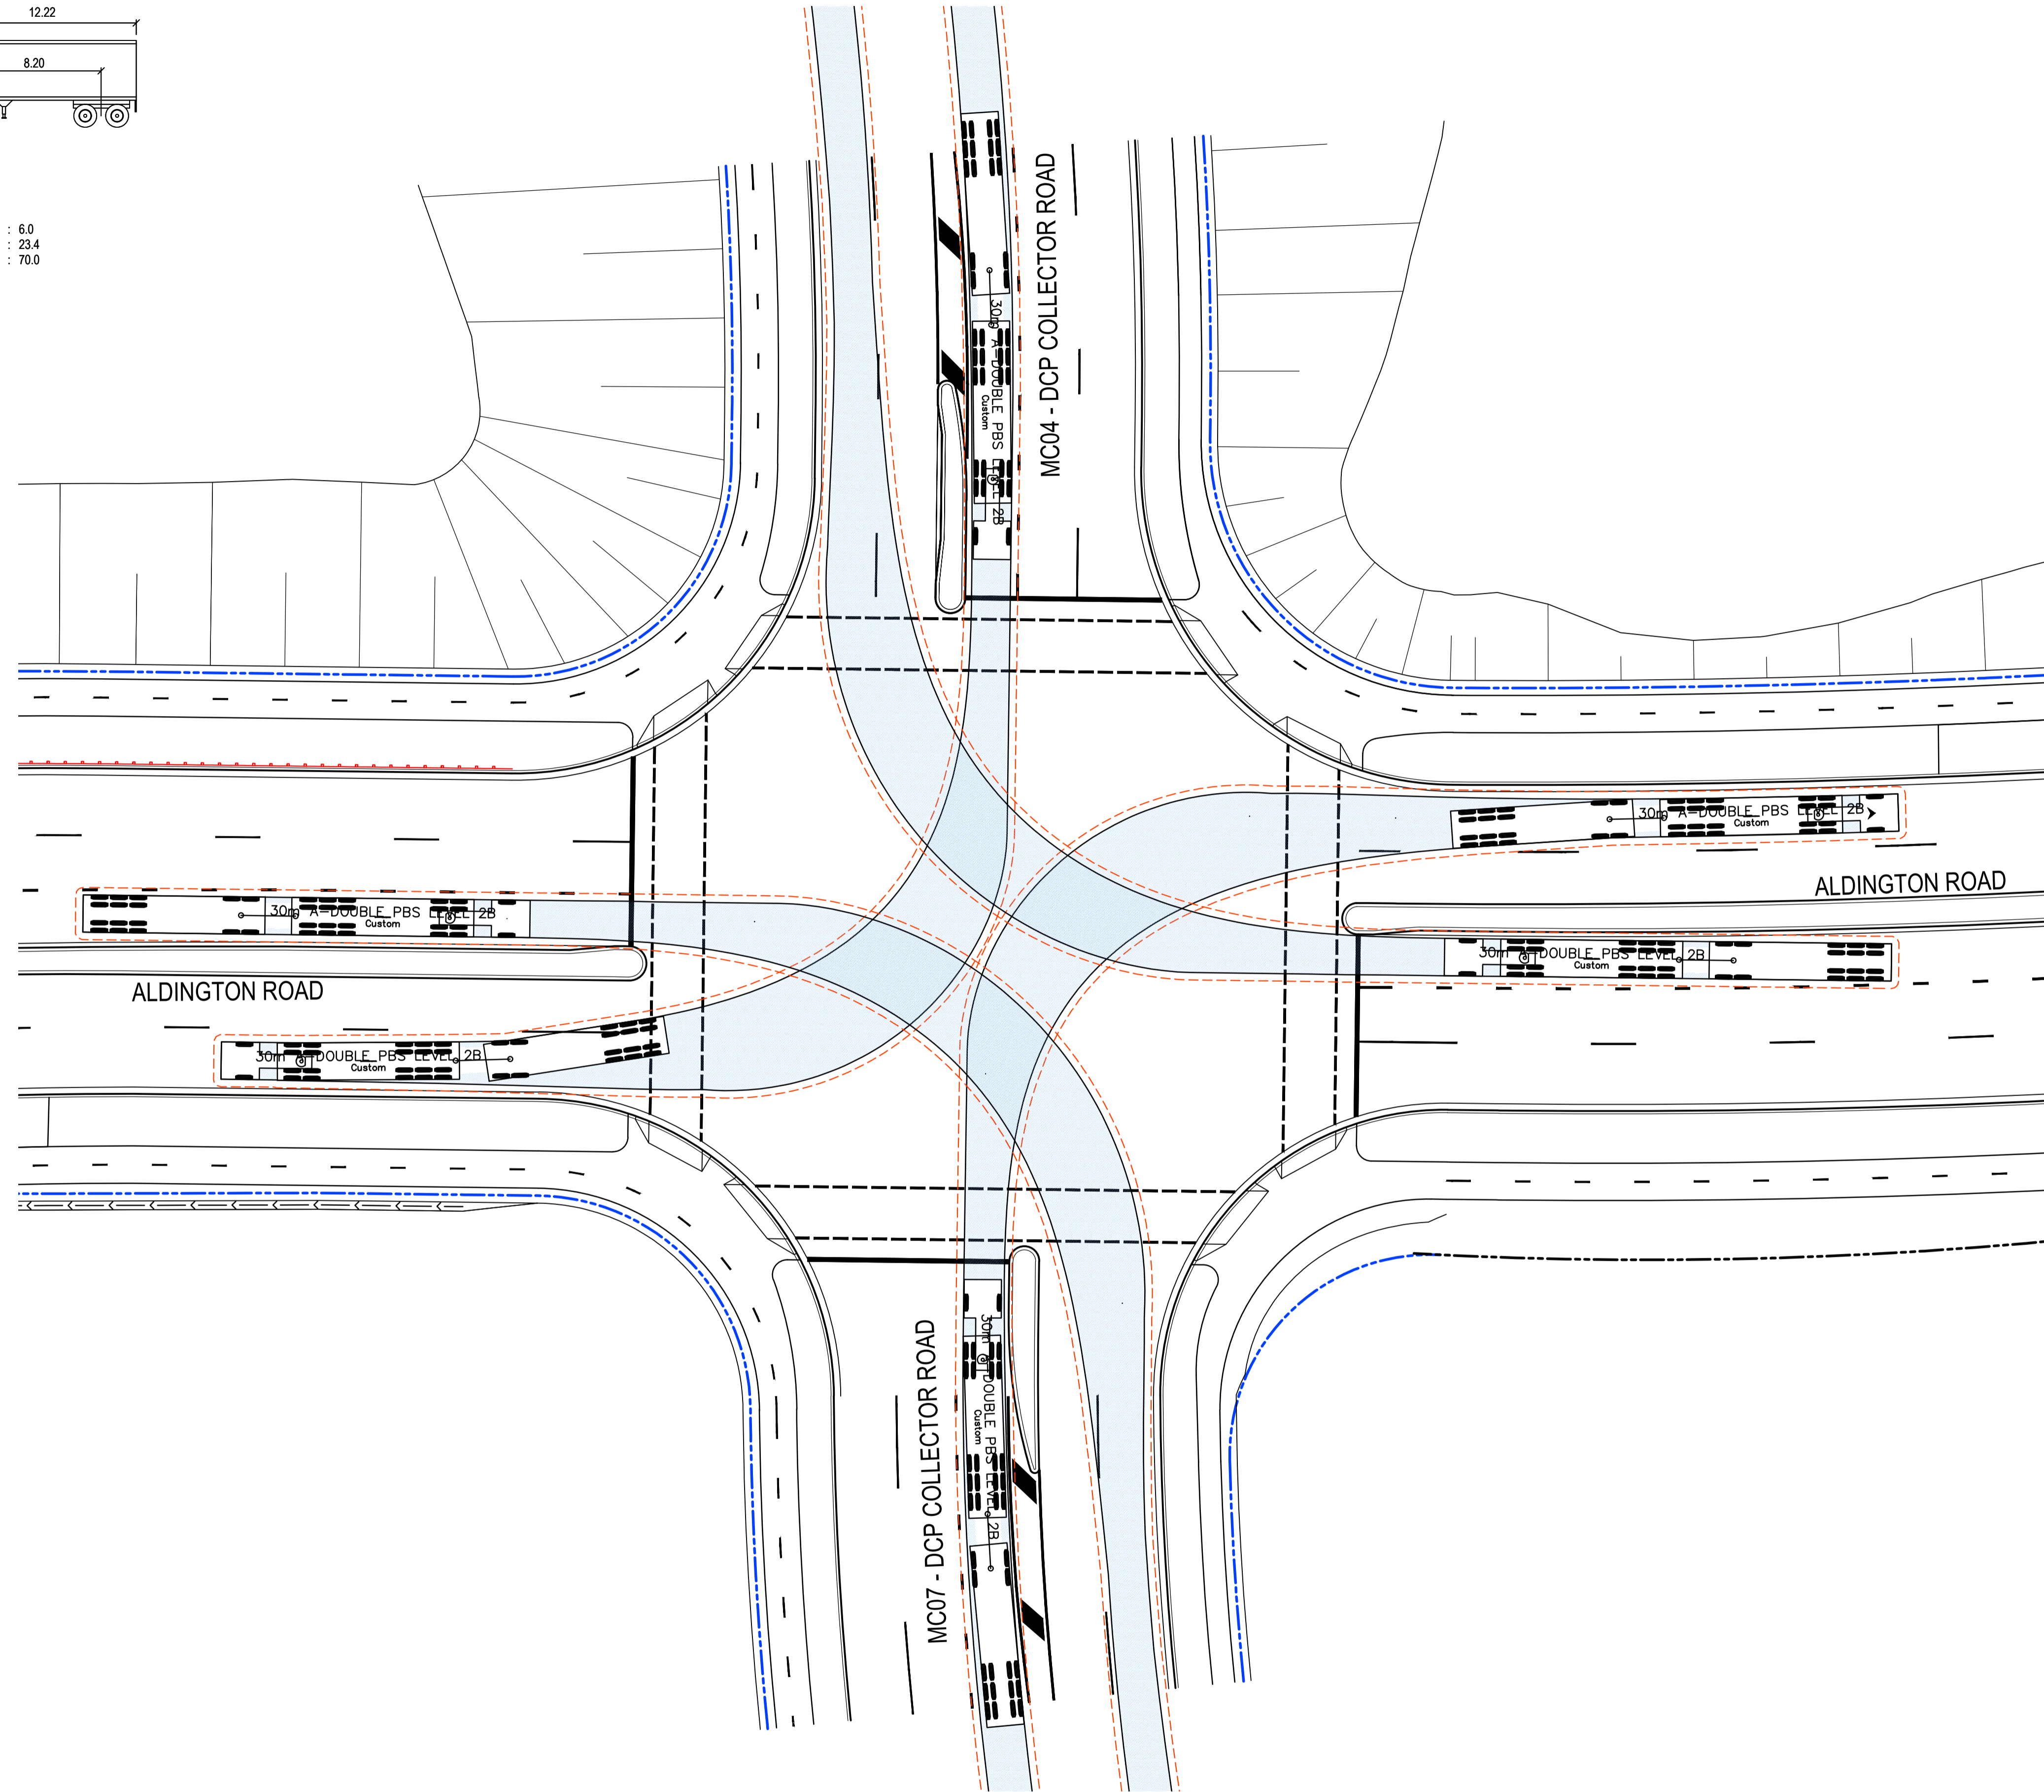 12.22
8.20
: 6.0
: 23.4
: 70.0
MC04 - DCP COLLECTOR ROAD
30m A-DOUBLE PBS LEVEL 2B
Custom
30m A-DOUBLE PBS LEVEL 2B
Custom
ALDINGTON ROAD
30m A-DOUBLE PBS LEVEL 2B
Custom
30m A-DOUBLE PBS LEVEL 2B
Custom
ALDINGTON ROAD
30m A-DOUBLE PBS LEVEL 2B
Custom
MC07 - DCP COLLECTOR ROAD
30m A-DOUBLE PBS LEVEL 2B
Custom